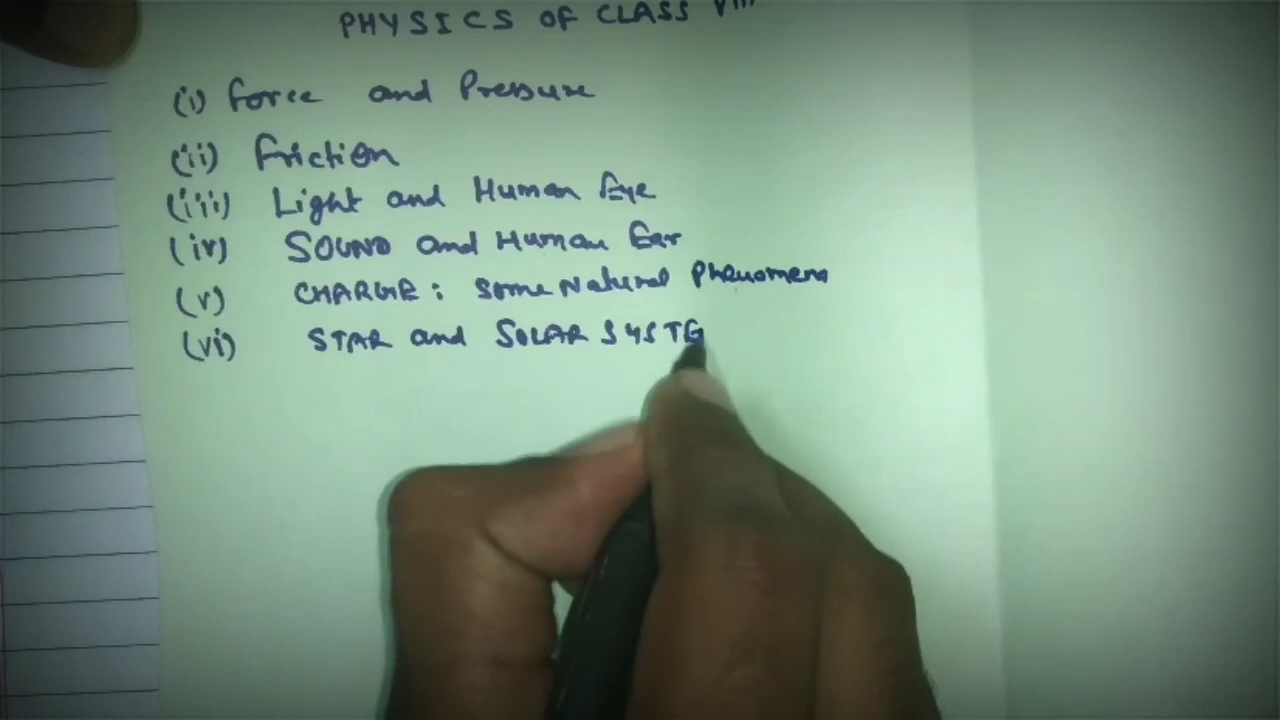 PHYSICS OF CLASS VIII
(i) Force and Pressure
(ii) Friction
(iii) Light and Human Eye
(iv) SOUND and Human Ear
(v) CHARGE: Some Natural Phenomena
(vi) STAR and SOLAR SYSTE